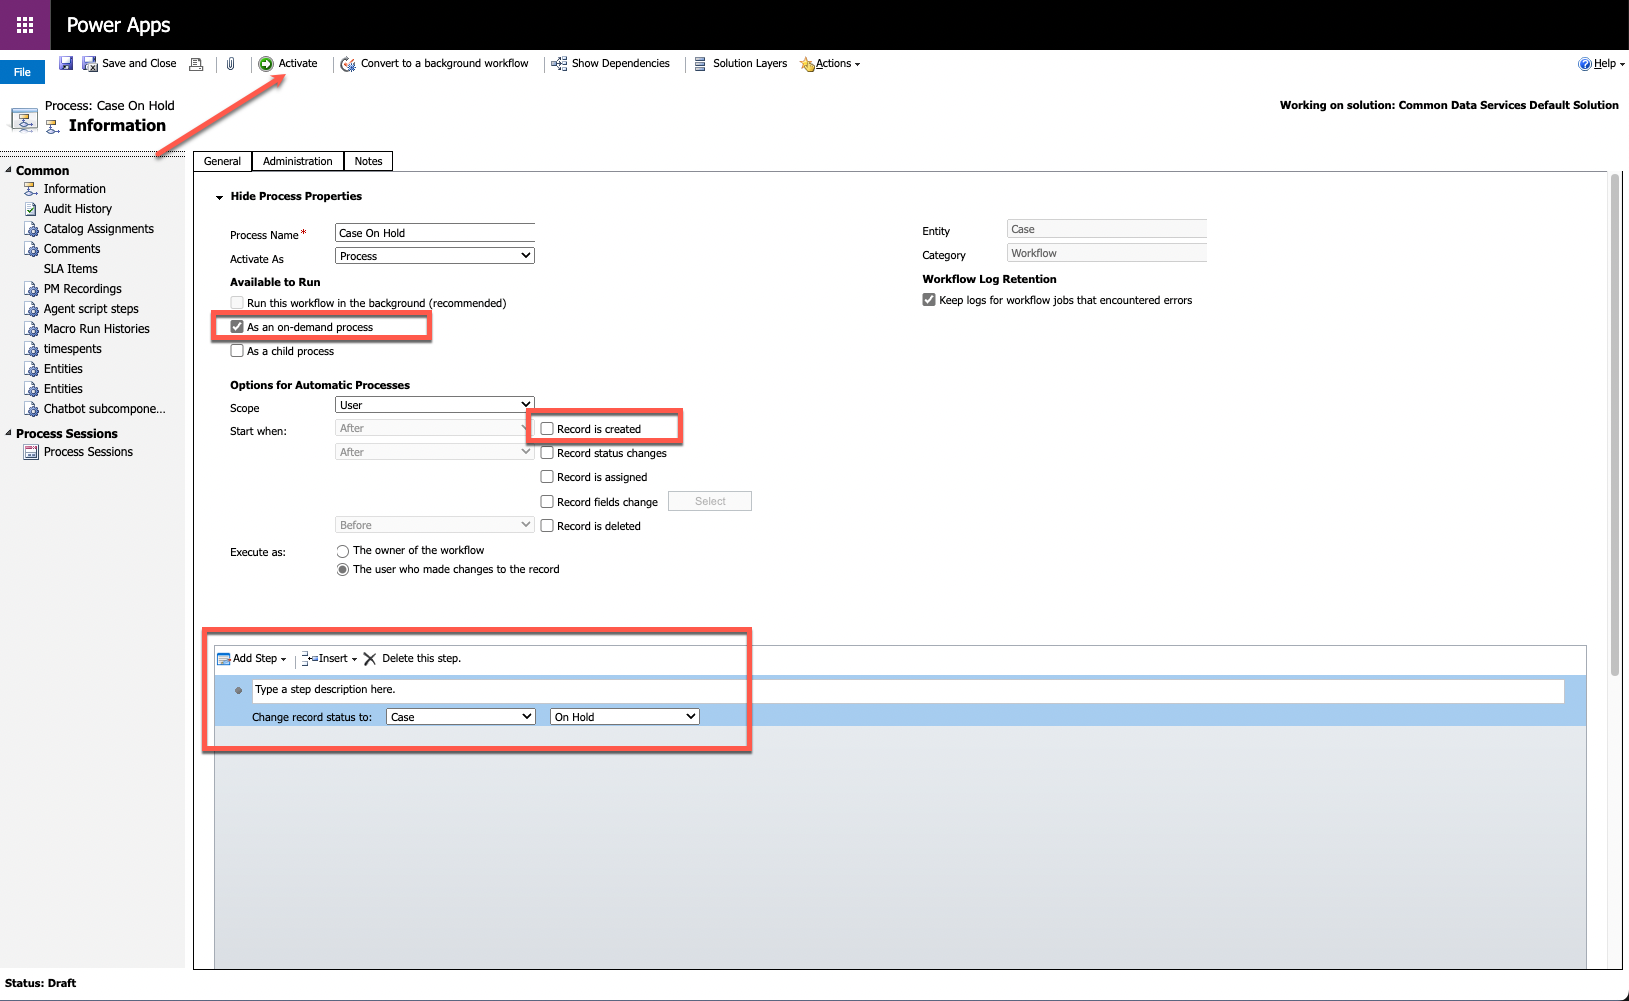 Power Apps
File
Save and Close
Activate
Convert to a background workflow
Show Dependencies
Solution Layers
Actions
Help
Process: Case On Hold
Information
Working on solution: Common Data Services Default Solution
Common
Information
Audit History
Catalog Assignments
Comments
SLA Items
PM Recordings
Agent script steps
Macro Run Histories
timespents
Entities
Entities
Chatbot subcompone...
Process Sessions
Process Sessions
General
Administration
Notes
Hide Process Properties
Process Name* Case On Hold
Activate As Process
Available to Run
Run this workflow in the background (recommended)
As an on-demand process
As a child process
Entity Case
Category Workflow
Workflow Log Retention
Keep logs for workflow jobs that encountered errors
Options for Automatic Processes
Scope User
Start when: After Record is created
After Record status changes
Record is assigned
Record fields change Select
Before Record is deleted
Execute as: The owner of the workflow
The user who made changes to the record
Add Step Insert Delete this step.
Type a step description here.
Change record status to: Case On Hold
Status: Draft